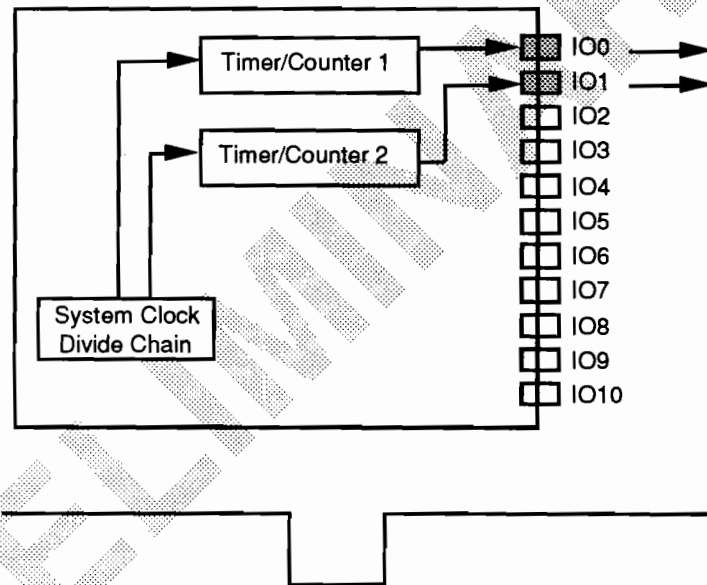 Timer/Counter 1
Timer/Counter 2
System Clock
Divide Chain
IO0
IO1
IO2
IO3
IO4
IO5
IO6
IO7
IO8
IO9
IO10